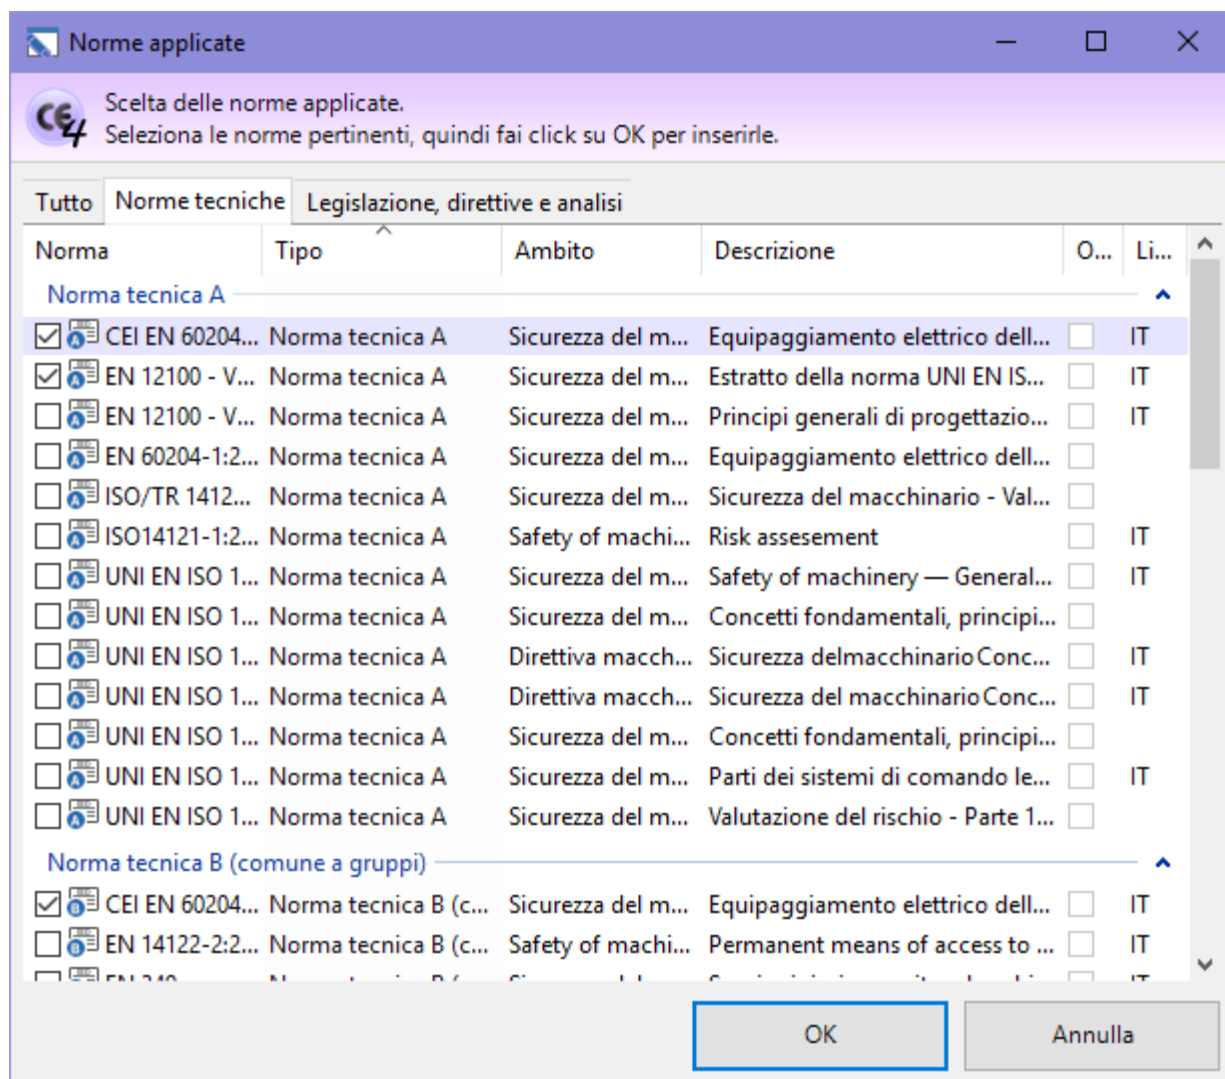 Norme applicate
CE4
Scelta delle norme applicate.
Seleziona le norme pertinenti, quindi fai click su OK per inserirle.
Tutto Norme tecniche Legislazione, direttive e analisi
Norma Tipo Ambito Descrizione O... Li...
Norma tecnica A
CEI EN 60204... Norma tecnica A Sicurezza del m... Equipaggiamento elettrico dell... IT
EN 12100 - V... Norma tecnica A Sicurezza del m... Estratto della norma UNI EN IS... IT
EN 12100 - V... Norma tecnica A Sicurezza del m... Principi generali di progettazio... IT
EN 60204-1:2... Norma tecnica A Sicurezza del m... Equipaggiamento elettrico dell...
ISO/TR 1412... Norma tecnica A Sicurezza del m... Sicurezza del macchinario - Val...
ISO14121-1:2... Norma tecnica A Safety of machi... Risk assesement IT
UNI EN ISO 1... Norma tecnica A Sicurezza del m... Safety of machinery — General... IT
UNI EN ISO 1... Norma tecnica A Sicurezza del m... Concetti fondamentali, principi...
UNI EN ISO 1... Norma tecnica A Direttiva macch... Sicurezza delmacchinario Conc... IT
UNI EN ISO 1... Norma tecnica A Direttiva macch... Sicurezza del macchinario Conc... IT
UNI EN ISO 1... Norma tecnica A Sicurezza del m... Concetti fondamentali, principi...
UNI EN ISO 1... Norma tecnica A Sicurezza del m... Parti dei sistemi di comando le... IT
UNI EN ISO 1... Norma tecnica A Sicurezza del m... Valutazione del rischio - Parte 1...
Norma tecnica B (comune a gruppi)
CEI EN 60204... Norma tecnica B (c... Sicurezza del m... Equipaggiamento elettrico dell... IT
EN 14122-2:2... Norma tecnica B (c... Safety of machi... Permanent means of access to ... IT
OK Annulla